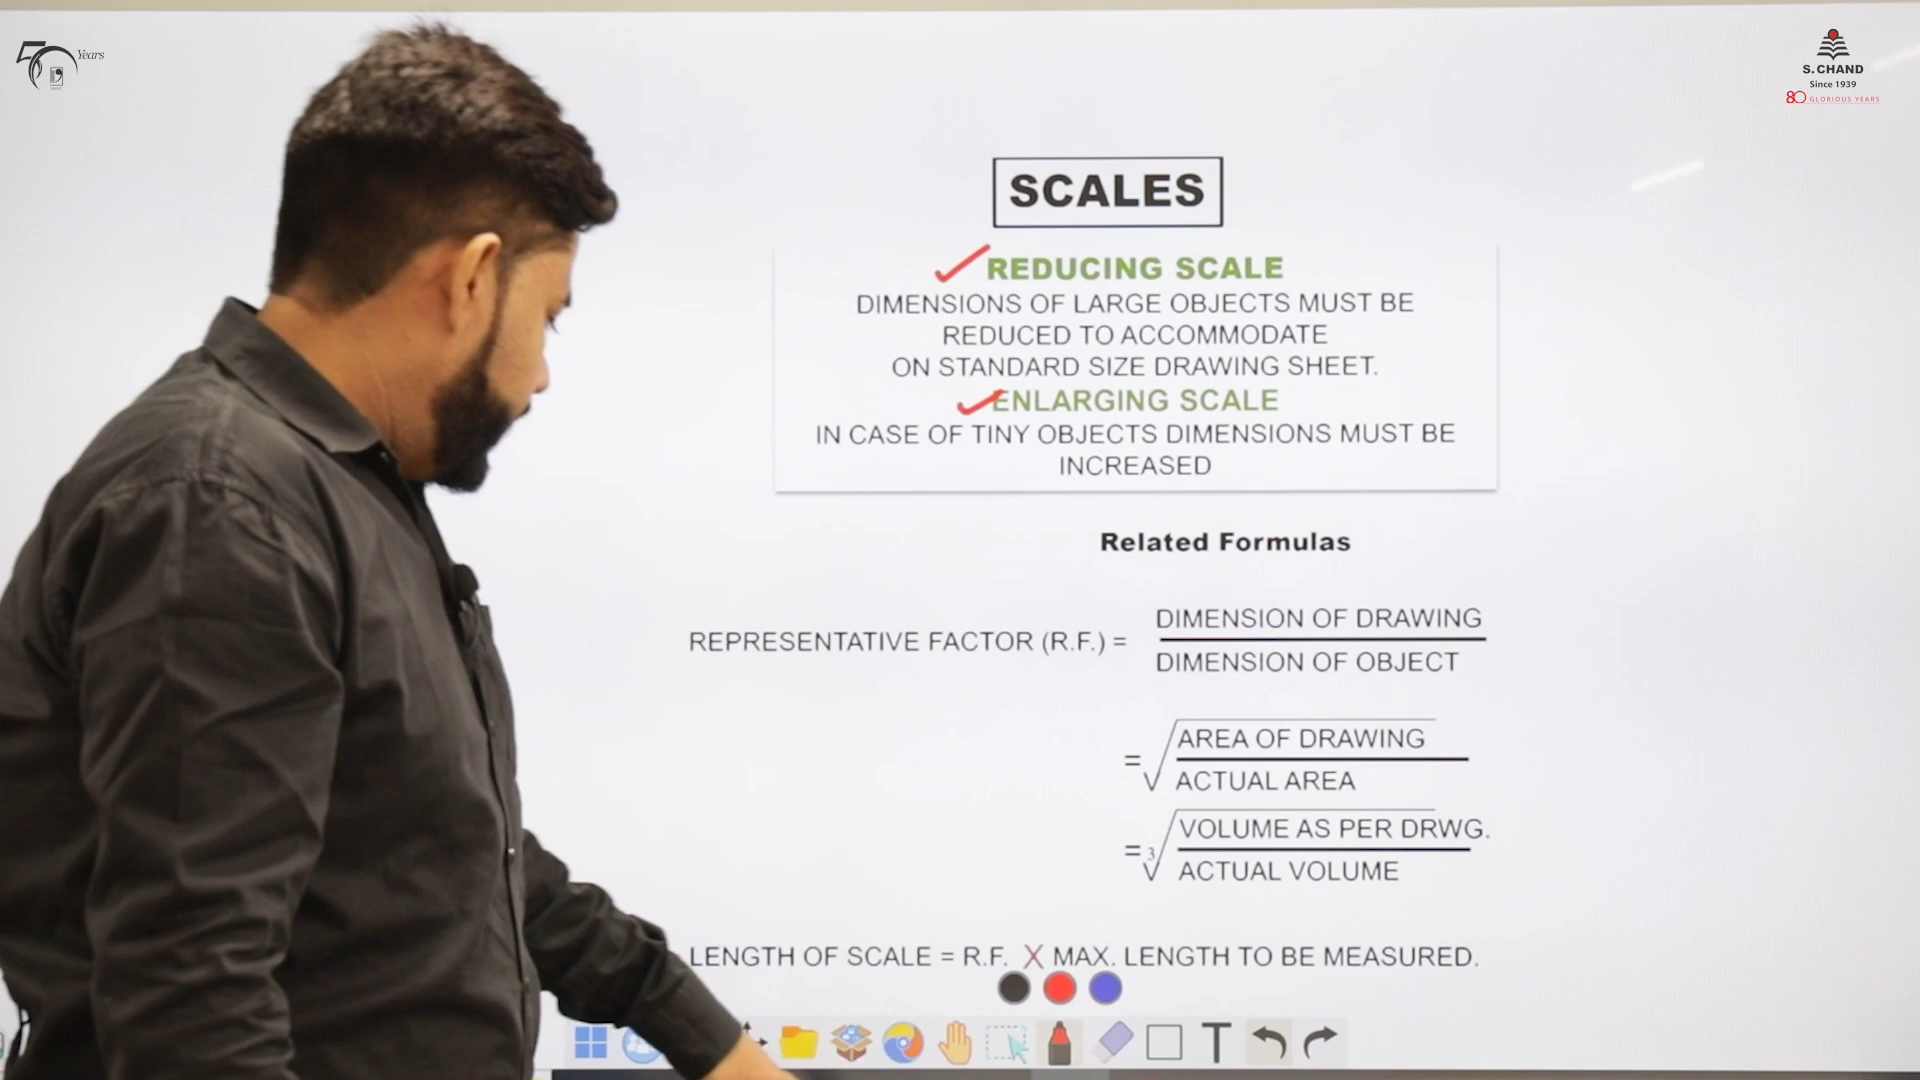 50 Years
S. CHAND
Since 1939
80 GLORIOUS YEARS
SCALES
REDUCING SCALE
DIMENSIONS OF LARGE OBJECTS MUST BE
REDUCED TO ACCOMMODATE
ON STANDARD SIZE DRAWING SHEET.
ENLARGING SCALE
IN CASE OF TINY OBJECTS DIMENSIONS MUST BE
INCREASED
Related Formulas
REPRESENTATIVE FACTOR (R.F.) =
DIMENSION OF DRAWING
DIMENSION OF OBJECT
= √
AREA OF DRAWING
ACTUAL AREA
= 3√
VOLUME AS PER DRWG.
ACTUAL VOLUME
LENGTH OF SCALE = R.F. X MAX. LENGTH TO BE MEASURED.
T